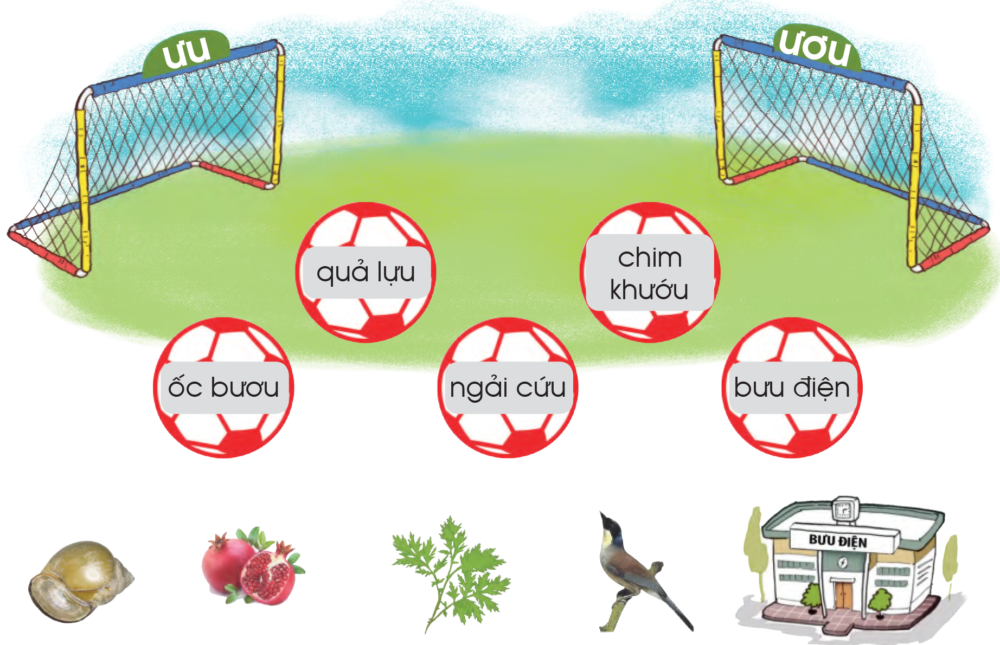 ưu
ươu
quả lựu
chim
khướu
ốc bươu
ngải cứu
bưu điện
BƯU ĐIỆN